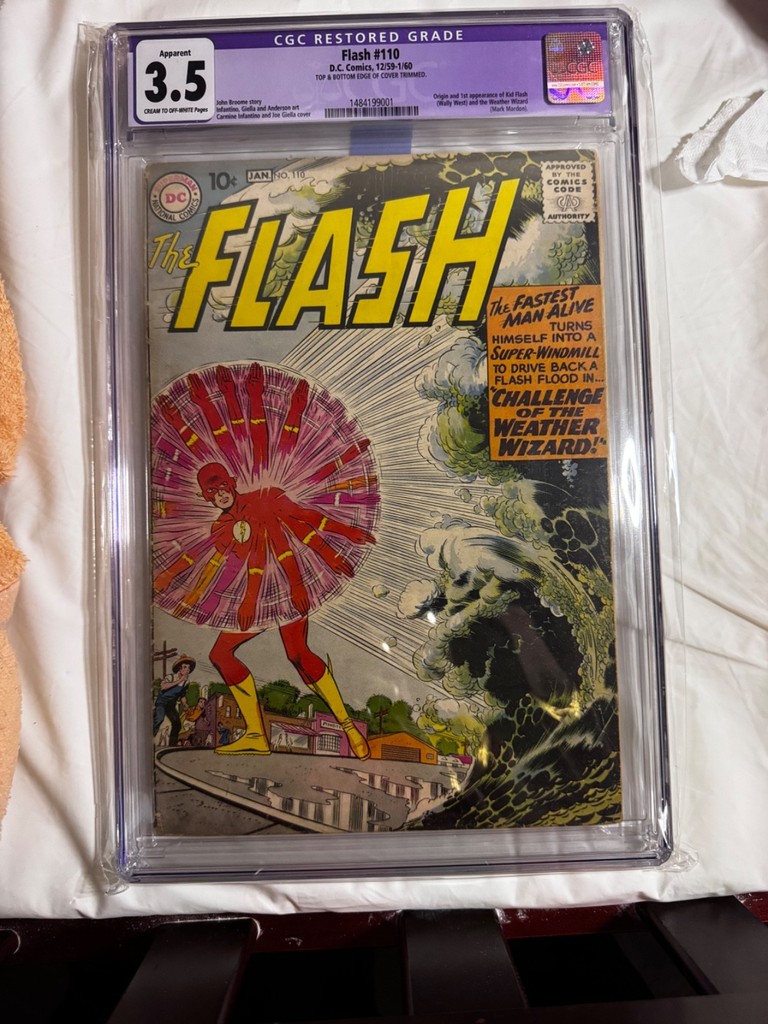 CGC RESTORED GRADE
Apparent
3.5
CREAM TO OFF-WHITE Pages
Flash #110
D.C. Comics, 12/59-1/60
TOP & BOTTOM EDGE OF COVER TRIMMED.
John Broome story
Infantino, Giella and Anderson art
Carmine Infantino and Joe Giella cover
1484199001
Origin and 1st appearance of Kid Flash
(Wally West) and the Weather Wizard
(Mark Mardon).
CGC
SUPERMAN
DC
NATIONAL COMICS
10¢
JAN.
NO. 110
APPROVED
BY THE
COMICS
CODE
AUTHORITY
The
FLASH
The FASTEST
MAN ALIVE
TURNS
HIMSELF INTO A
SUPER-WINDMILL
TO DRIVE BACK A
FLASH FLOOD IN...
"CHALLENGE
OF THE
WEATHER
WIZARD!"